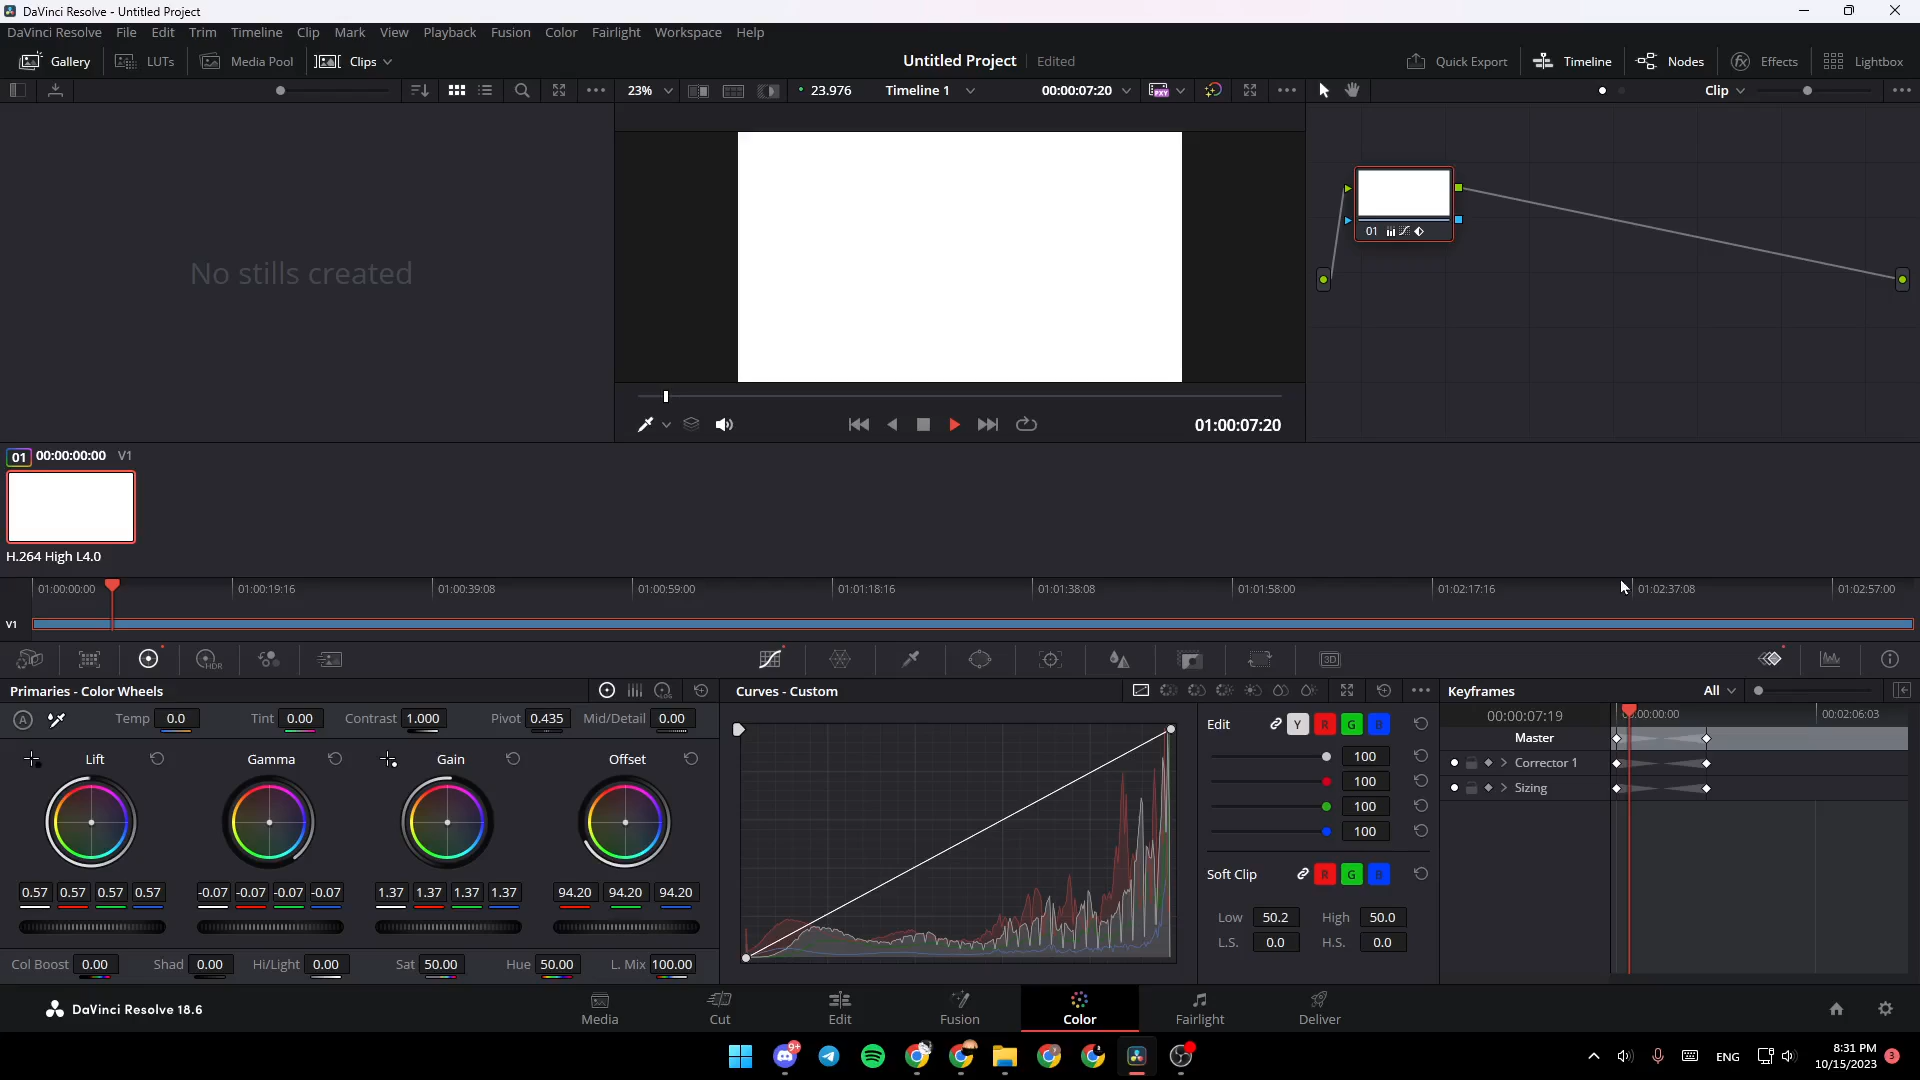 DaVinci Resolve - Untitled Project
DaVinci Resolve File Edit Trim Timeline Clip Mark View Playback Fusion Color Fairlight Workspace Help
Gallery LUTs Media Pool Clips Untitled Project Edited Quick Export Timeline Nodes Effects Lightbox
23% 23.976 Timeline 1 00:00:07:20 Clip
No stills created
01
01:00:07:20
01 00:00:00:00 V1
H.264 High L4.0
01:00:00:00 01:00:19:16 01:00:39:08 01:00:59:00 01:01:18:16 01:01:38:08 01:01:58:00 01:02:17:16 01:02:37:08 01:02:57:00
V1
HDR 3D
Primaries - Color Wheels LOG Curves - Custom Keyframes All
A Temp 0.0 Tint 0.00 Contrast 1.000 Pivot 0.435 Mid/Detail 0.00 Edit Y R G B 00:00:07:19 00:02:06:03
Master
Lift Gamma Gain Offset 100 Corrector 1
100 Sizing
100
100
Soft Clip R G B
0.57 0.57 0.57 0.57 -0.07 -0.07 -0.07 -0.07 1.37 1.37 1.37 1.37 94.20 94.20 94.20
Low 50.2 High 50.0
L.S. 0.0 H.S. 0.0
Col Boost 0.00 Shad 0.00 Hi/Light 0.00 Sat 50.00 Hue 50.00 L. Mix 100.00
DaVinci Resolve 18.6 Media Cut Edit Fusion Color Fairlight Deliver
9+ ENG 8:31 PM
10/15/2023 3